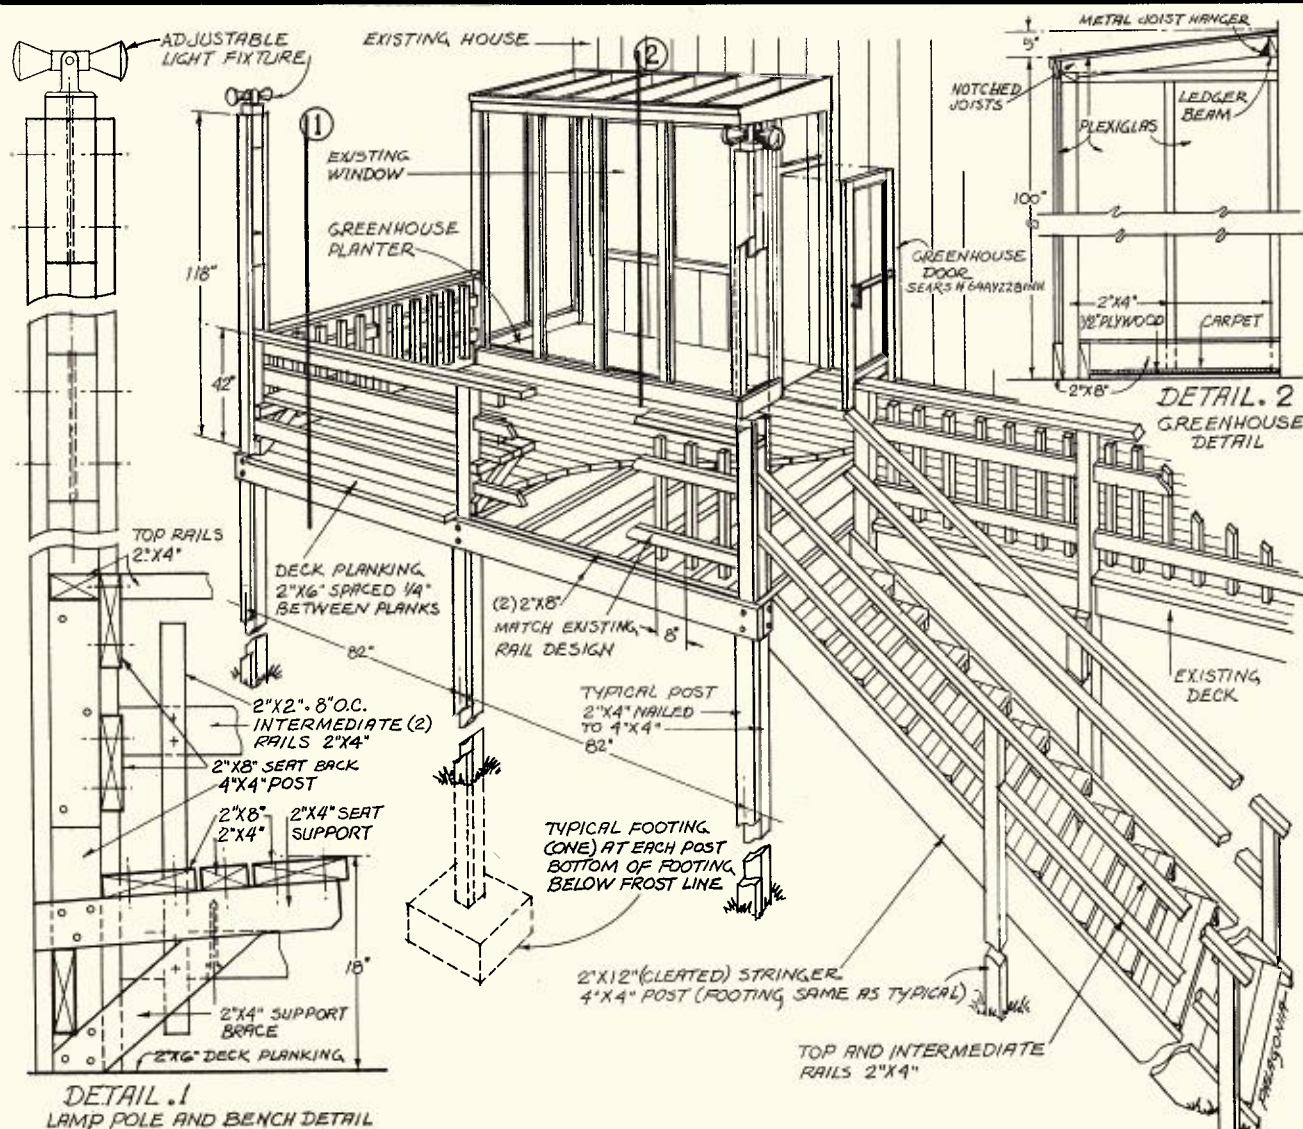 ADJUSTABLE
LIGHT FIXTURE
EXISTING HOUSE
11
12
METAL JOIST HANGER
5"
NOTCHED
JOISTS
LEDGER
BEAM
PLEXIGLAS
100"
2"X4"
1/2" PLYWOOD
CARPET
2"X8"
DETAIL. 2
GREENHOUSE
DETAIL
EXISTING
WINDOW
GREENHOUSE
PLANTER
GREENHOUSE
DOOR
SEARS
118"
42"
TOP RAILS
2"X4"
DECK PLANKING
2"X6" SPACED 1/4"
BETWEEN PLANKS
(2) 2"X8"
MATCH EXISTING
RAIL DESIGN
8"
82"
2"X2"-8"O.C.
INTERMEDIATE (2)
RAILS 2"X4"
2"X8" SEAT BACK
4"X4" POST
2"X8"
2"X4"
2"X4" SEAT
SUPPORT
TYPICAL POST
2"X4" NAILED
TO 4"X4"
82"
EXISTING
DECK
TYPICAL FOOTING
(ONE) AT EACH POST
BOTTOM OF FOOTING
BELOW FROST LINE
18"
2"X4" SUPPORT
BRACE
2"X6" DECK PLANKING
2"X12" (CLEATED) STRINGER
4"X4" POST (FOOTING SAME AS TYPICAL)
TOP AND INTERMEDIATE
RAILS 2"X4"
DETAIL .1
LAMP POLE AND BENCH DETAIL